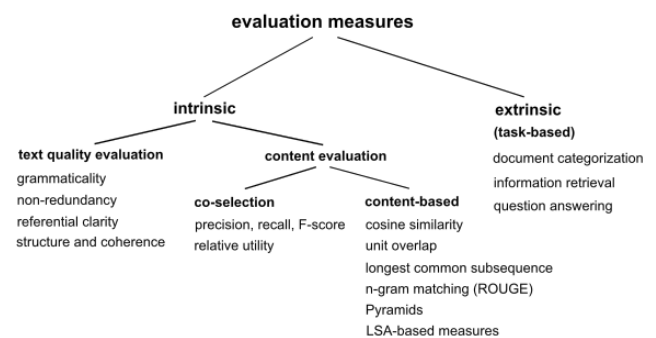 evaluation measures
intrinsic
extrinsic
(task-based)
text quality evaluation
grammaticality
non-redundancy
referential clarity
structure and coherence
content evaluation
co-selection
precision, recall, F-score
relative utility
content-based
cosine similarity
unit overlap
longest common subsequence
n-gram matching (ROUGE)
Pyramids
LSA-based measures
document categorization
information retrieval
question answering